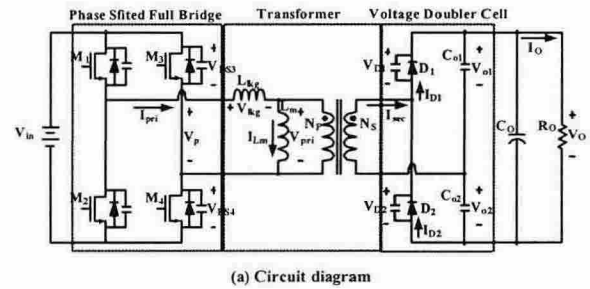 Phase Sfited Full Bridge
Transformer
Voltage Doubler Cell
M1
M3
+
VDS3
-
Llkg
+ Vlkg -
Lm
+
Ipri
+
Vp
-
ILm
Vpri
-
NP
NS
Isec
+
VD1
-
D1
ID1
Co1
+
Vo1
-
IO
Vin
M2
M4
+
VDS4
-
+
VD2
-
D2
ID2
Co2
+
Vo2
-
CO
RO
+
VO
-
(a) Circuit diagram